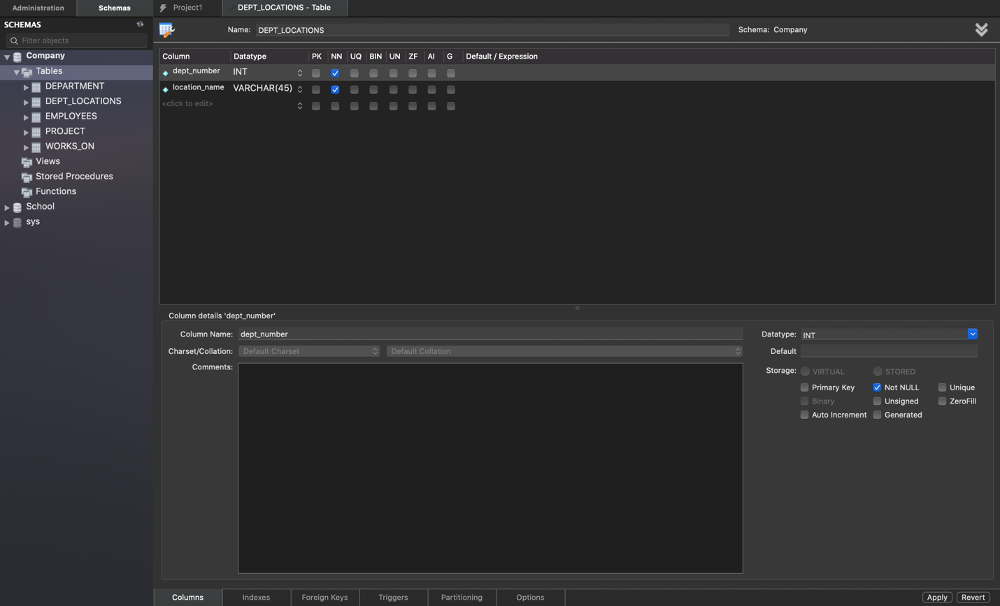 Administration
Schemas
Project1
DEPT_LOCATIONS - Table
SCHEMAS
Filter objects
Company
Tables
DEPARTMENT
DEPT_LOCATIONS
EMPLOYEES
PROJECT
WORKS_ON
Views
Stored Procedures
Functions
School
sys
Name: DEPT_LOCATIONS
Schema: Company
Column Datatype PK NN UQ BIN UN ZF AI G Default / Expression
dept_number INT
location_name VARCHAR(45)
<click to edit>
Column details 'dept_number'
Column Name: dept_number
Charset/Collation: Default Charset Default Collation
Comments:
Datatype: INT
Default
Storage: VIRTUAL STORED
Primary Key Not NULL Unique
Binary Unsigned ZeroFill
Auto Increment Generated
Columns Indexes Foreign Keys Triggers Partitioning Options
Apply Revert